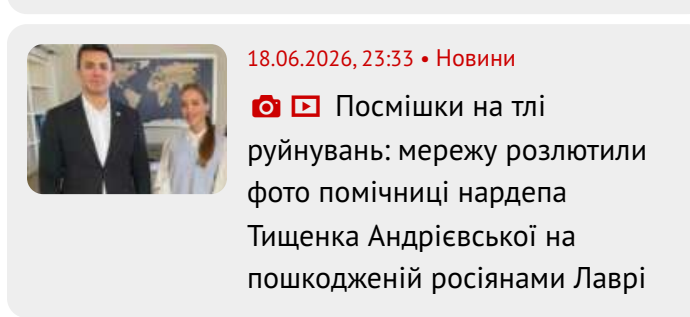 18.06.2026, 23:33 • Новини
Посмішки на тлі
руйнувань: мережу розлютили
фото помічниці нардепа
Тищенка Андрієвської на
пошкодженій росіянами Лаврі